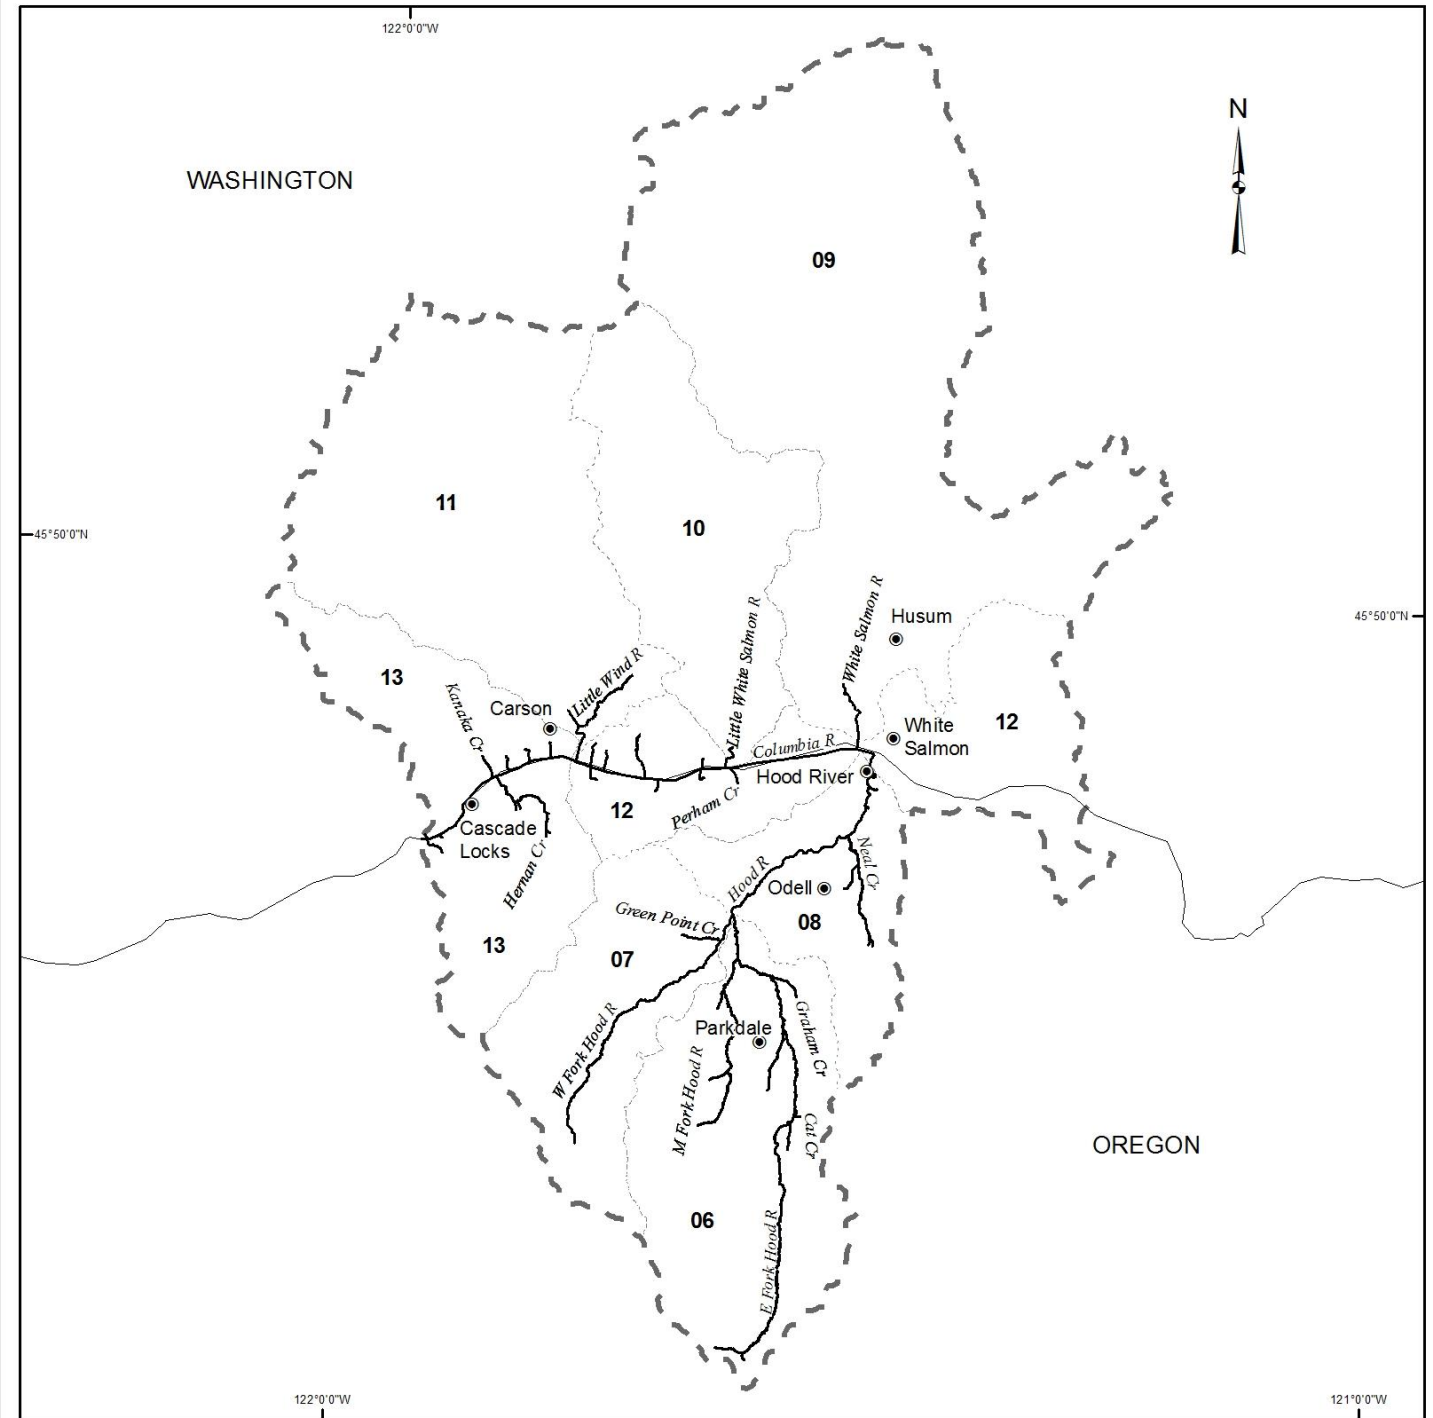 122°0'0"W
N
WASHINGTON
09
11
10
45°50'0"N
45°50'0"N
White Salmon R
Husum
Little White Salmon R
Little Wind R
13
Kanaka Cr
Carson
12
White
Salmon
Columbia R
Hood River
12
Perham Cr
Cascade
Locks
Hernan Cr
Neal Cr
Hood R
Odell
Green Point Cr
08
13
07
Parkdale
Graham Cr
W Fork Hood R
M Fork Hood R
Cat Cr
OREGON
06
E Fork Hood R
122°0'0"W
121°0'0"W